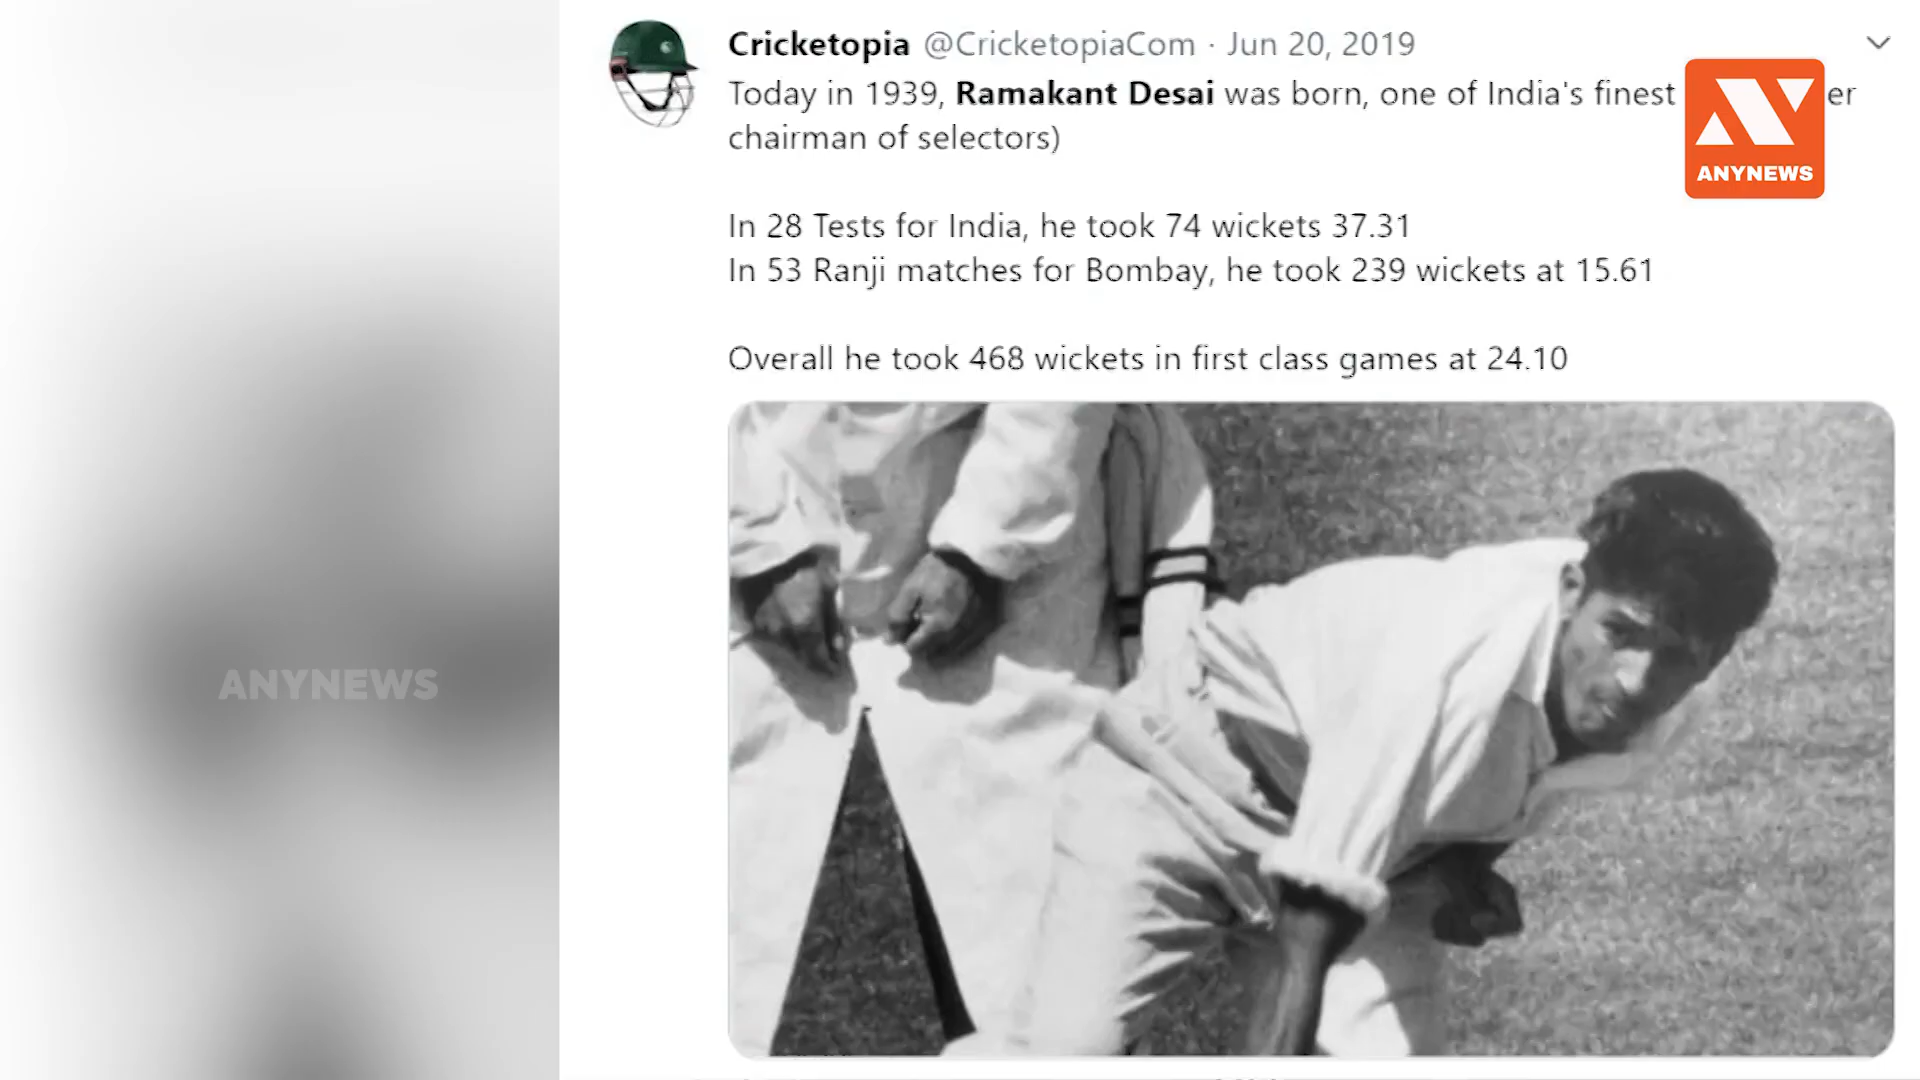 Cricketopia @CricketopiaCom · Jun 20, 2019
Today in 1939, Ramakant Desai was born, one of India's finest er
chairman of selectors)
ANYNEWS
In 28 Tests for India, he took 74 wickets 37.31
In 53 Ranji matches for Bombay, he took 239 wickets at 15.61
Overall he took 468 wickets in first class games at 24.10
ANYNEWS